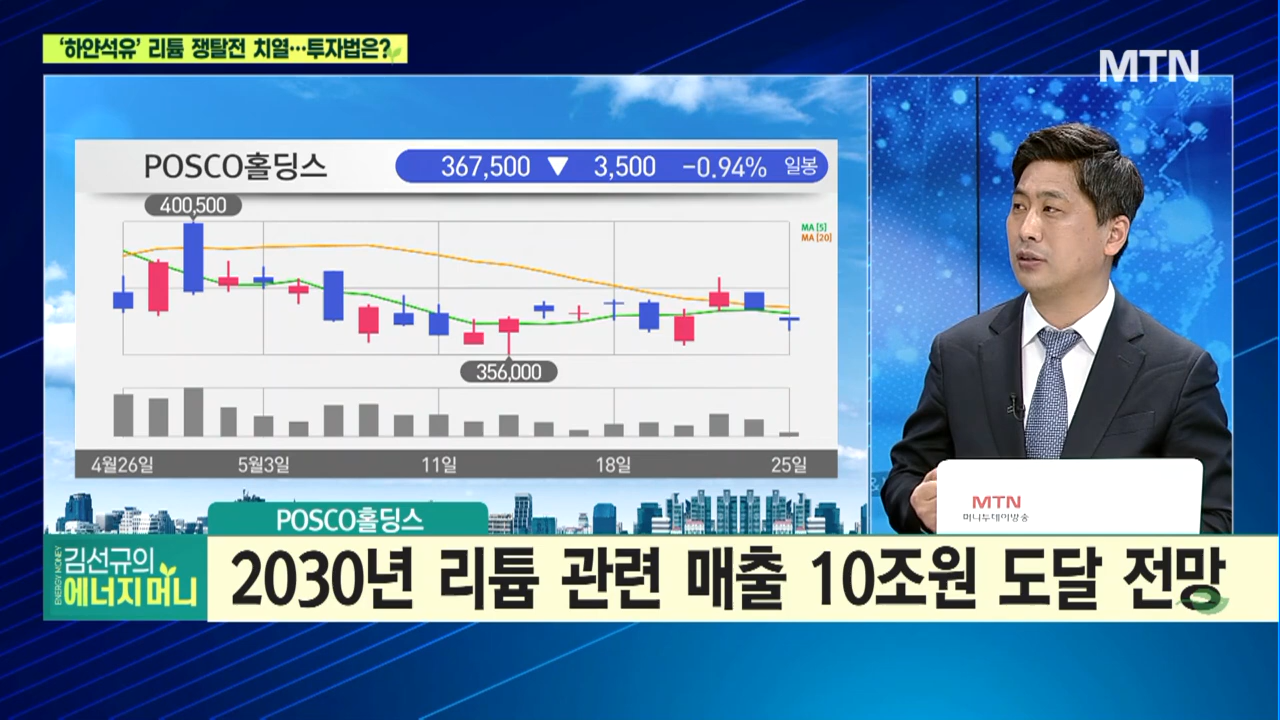 '하얀석유' 리튬 쟁탈전 치열…투자법은?
MTN
POSCO홀딩스 367,500 ▼ 3,500 -0.94% 일봉
400,500
MA [5]
MA [20]
356,000
4월26일 5월3일 11일 18일 25일
MTN
머니투데이방송
POSCO홀딩스
ENERGY MONEY
김선규의
에너지머니
2030년 리튬 관련 매출 10조원 도달 전망